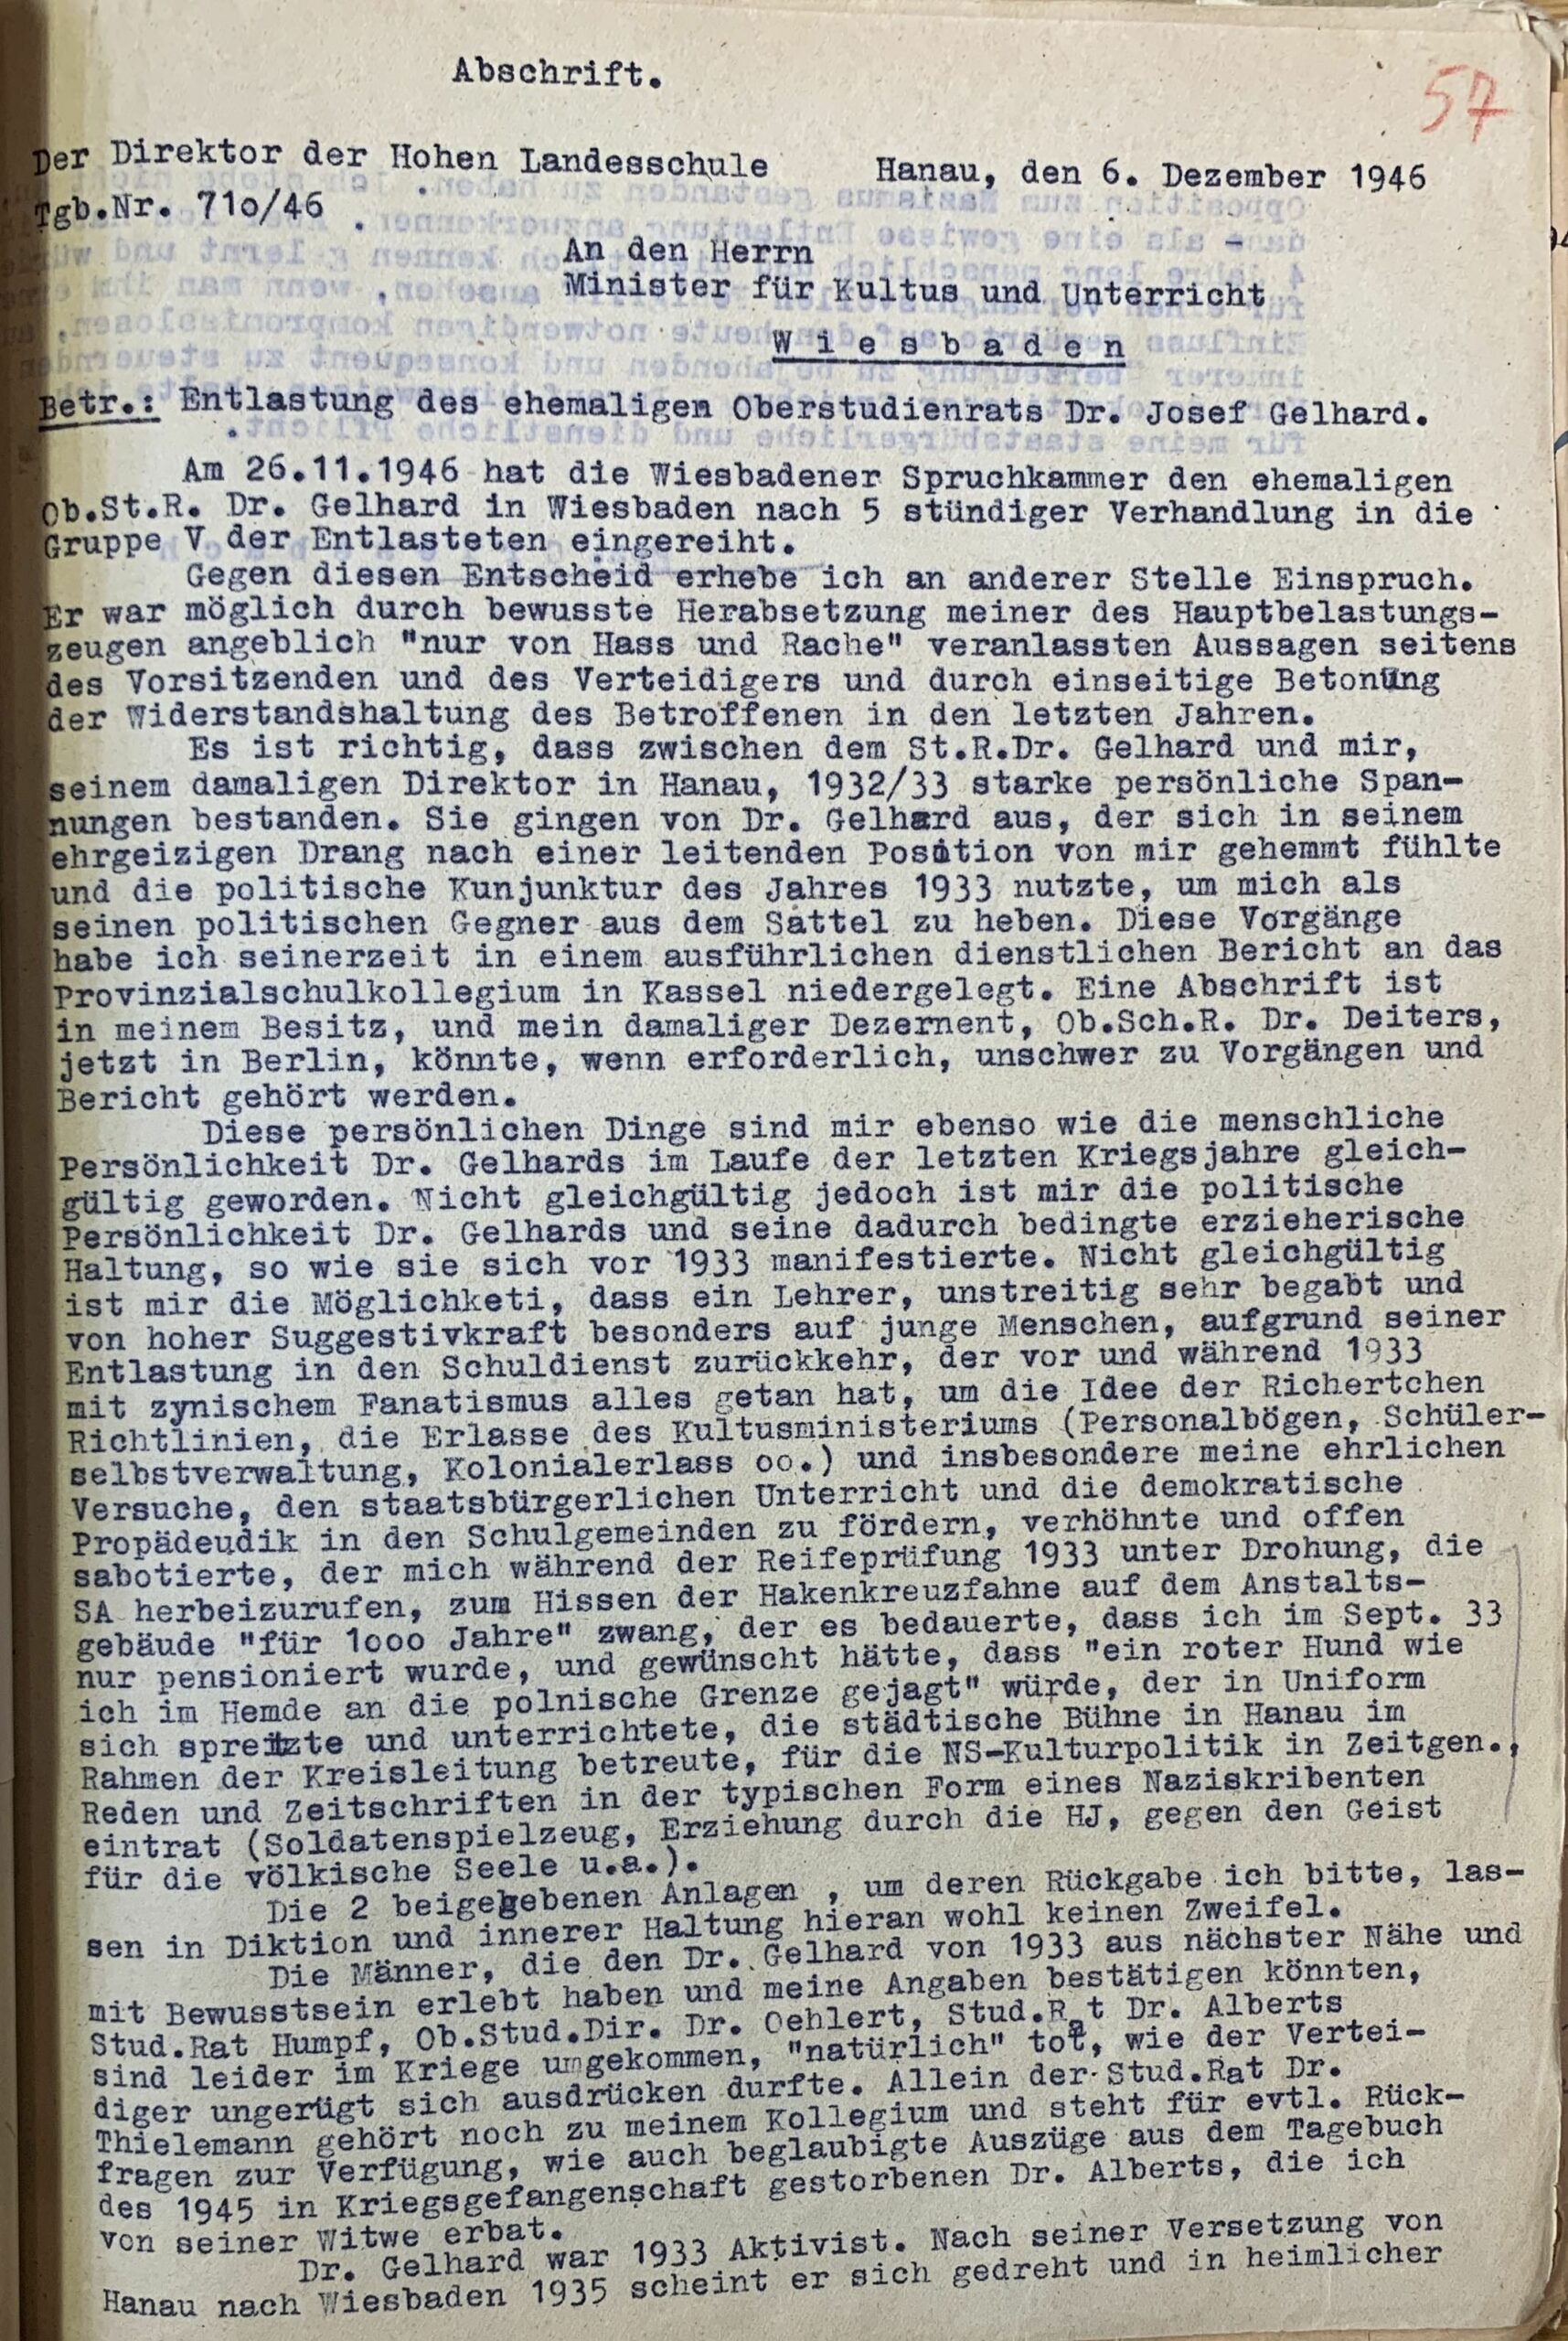 Abschrift.
57
Der Direktor der Hohen Landesschule Hanau, den 6. Dezember 1946
Tgb.Nr. 71o/46
An den Herrn
Minister für Kultus und Unterricht
W i e s b a d e n
Betr.: Entlastung des ehemaligen Oberstudienrats Dr. Josef Gelhard.
Am 26.11.1946 hat die Wiesbadener Spruchkammer den ehemaligen
Ob.St.R. Dr. Gelhard in Wiesbaden nach 5 stündiger Verhandlung in die
Gruppe V der Entlasteten eingereiht.
Gegen diesen Entscheid erhebe ich an anderer Stelle Einspruch.
Er war möglich durch bewusste Herabsetzung meiner des Hauptbelastungs-
zeugen angeblich "nur von Hass und Rache" veranlassten Aussagen seitens
des Vorsitzenden und des Verteidigers und durch einseitige Betonung
der Widerstandshaltung des Betroffenen in den letzten Jahren.
Es ist richtig, dass zwischen dem St.R.Dr. Gelhard und mir,
seinem damaligen Direktor in Hanau, 1932/33 starke persönliche Span-
nungen bestanden. Sie gingen von Dr. Gelhard aus, der sich in seinem
ehrgeizigen Drang nach einer leitenden Position von mir gehemmt fühlte
und die politische Kunjunktur des Jahres 1933 nutzte, um mich als
seinen politischen Gegner aus dem Sattel zu heben. Diese Vorgänge
habe ich seinerzeit in einem ausführlichen dienstlichen Bericht an das
Provinzialschulkollegium in Kassel niedergelegt. Eine Abschrift ist
in meinem Besitz, und mein damaliger Dezernent, Ob.Sch.R. Dr. Deiters,
jetzt in Berlin, könnte, wenn erforderlich, unschwer zu Vorgängen und
Bericht gehört werden.
Diese persönlichen Dinge sind mir ebenso wie die menschliche
Persönlichkeit Dr. Gelhards im Laufe der letzten Kriegsjahre gleich-
gültig geworden. Nicht gleichgültig jedoch ist mir die politische
Persönlichkeit Dr. Gelhards und seine dadurch bedingte erzieherische
Haltung, so wie sie sich vor 1933 manifestierte. Nicht gleichgültig
ist mir die Möglichketi, dass ein Lehrer, unstreitig sehr begabt und
von hoher Suggestivkraft besonders auf junge Menschen, aufgrund seiner
Entlastung in den Schuldienst zurückkehr, der vor und während 1933
mit zynischem Fanatismus alles getan hat, um die Idee der Richertchen
Richtlinien, die Erlasse des Kultusministeriums (Personalbögen, Schüler-
selbstverwaltung, Kolonialerlass oo.) und insbesondere meine ehrlichen
Versuche, den staatsbürgerlichen Unterricht und die demokratische
Propädeudik in den Schulgemeinden zu fördern, verhöhnte und offen
sabotierte, der mich während der Reifeprüfung 1933 unter Drohung, die
SA herbeizurufen, zum Hissen der Hakenkreuzfahne auf dem Anstalts-
gebäude "für 1ooo Jahre" zwang, der es bedauerte, dass ich im Sept. 33
nur pensioniert wurde, und gewünscht hätte, dass "ein roter Hund wie
ich im Hemde an die polnische Grenze gejagt" würde, der in Uniform
sich spreitzte und unterrichtete, die städtische Bühne in Hanau im
Rahmen der Kreisleitung betreute, für die NS-Kulturpolitik in Zeitgen.,
Reden und Zeitschriften in der typischen Form eines Naziskribenten
eintrat (Soldatenspielzeug, Erziehung durch die HJ, gegen den Geist
für die völkische Seele u.a.).
Die 2 beigegebenen Anlagen , um deren Rückgabe ich bitte, las-
sen in Diktion und innerer Haltung hieran wohl keinen Zweifel.
Die Männer, die den Dr. Gelhard von 1933 aus nächster Nähe und
mit Bewusstsein erlebt haben und meine Angaben bestätigen könnten,
Stud.Rat Humpf, Ob.Stud.Dir. Dr. Oehlert, Stud.Rat Dr. Alberts
sind leider im Kriege umgekommen, "natürlich" tot, wie der Vertei-
diger ungerügt sich ausdrücken durfte. Allein der Stud.Rat Dr.
Thielemann gehört noch zu meinem Kollegium und steht für evtl. Rück-
fragen zur Verfügung, wie auch beglaubigte Auszüge aus dem Tagebuch
des 1945 in Kriegsgefangenschaft gestorbenen Dr. Alberts, die ich
von seiner Witwe erbat.
Dr. Gelhard war 1933 Aktivist. Nach seiner Versetzung von
Hanau nach Wiesbaden 1935 scheint er sich gedreht und in heimlicher